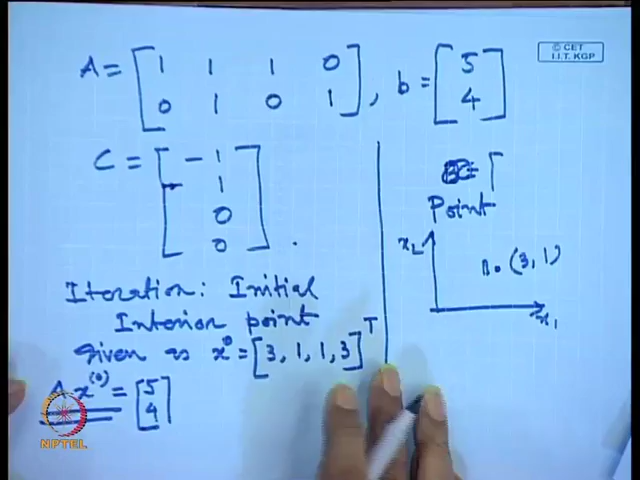 A = [ 1 1 1 0
0 1 0 1 ] , b = [ 5
4 ]
© CET
I.I.T. KGP
C = [ - 1
1
0
0 ] .
Point
x₂
(3, 1)
x₁
Iteration: Initial
Interior point
Given as x⁰ = [3, 1, 1, 3]ᵀ
A x⁽⁰⁾ = [ 5
4 ]
NPTEL